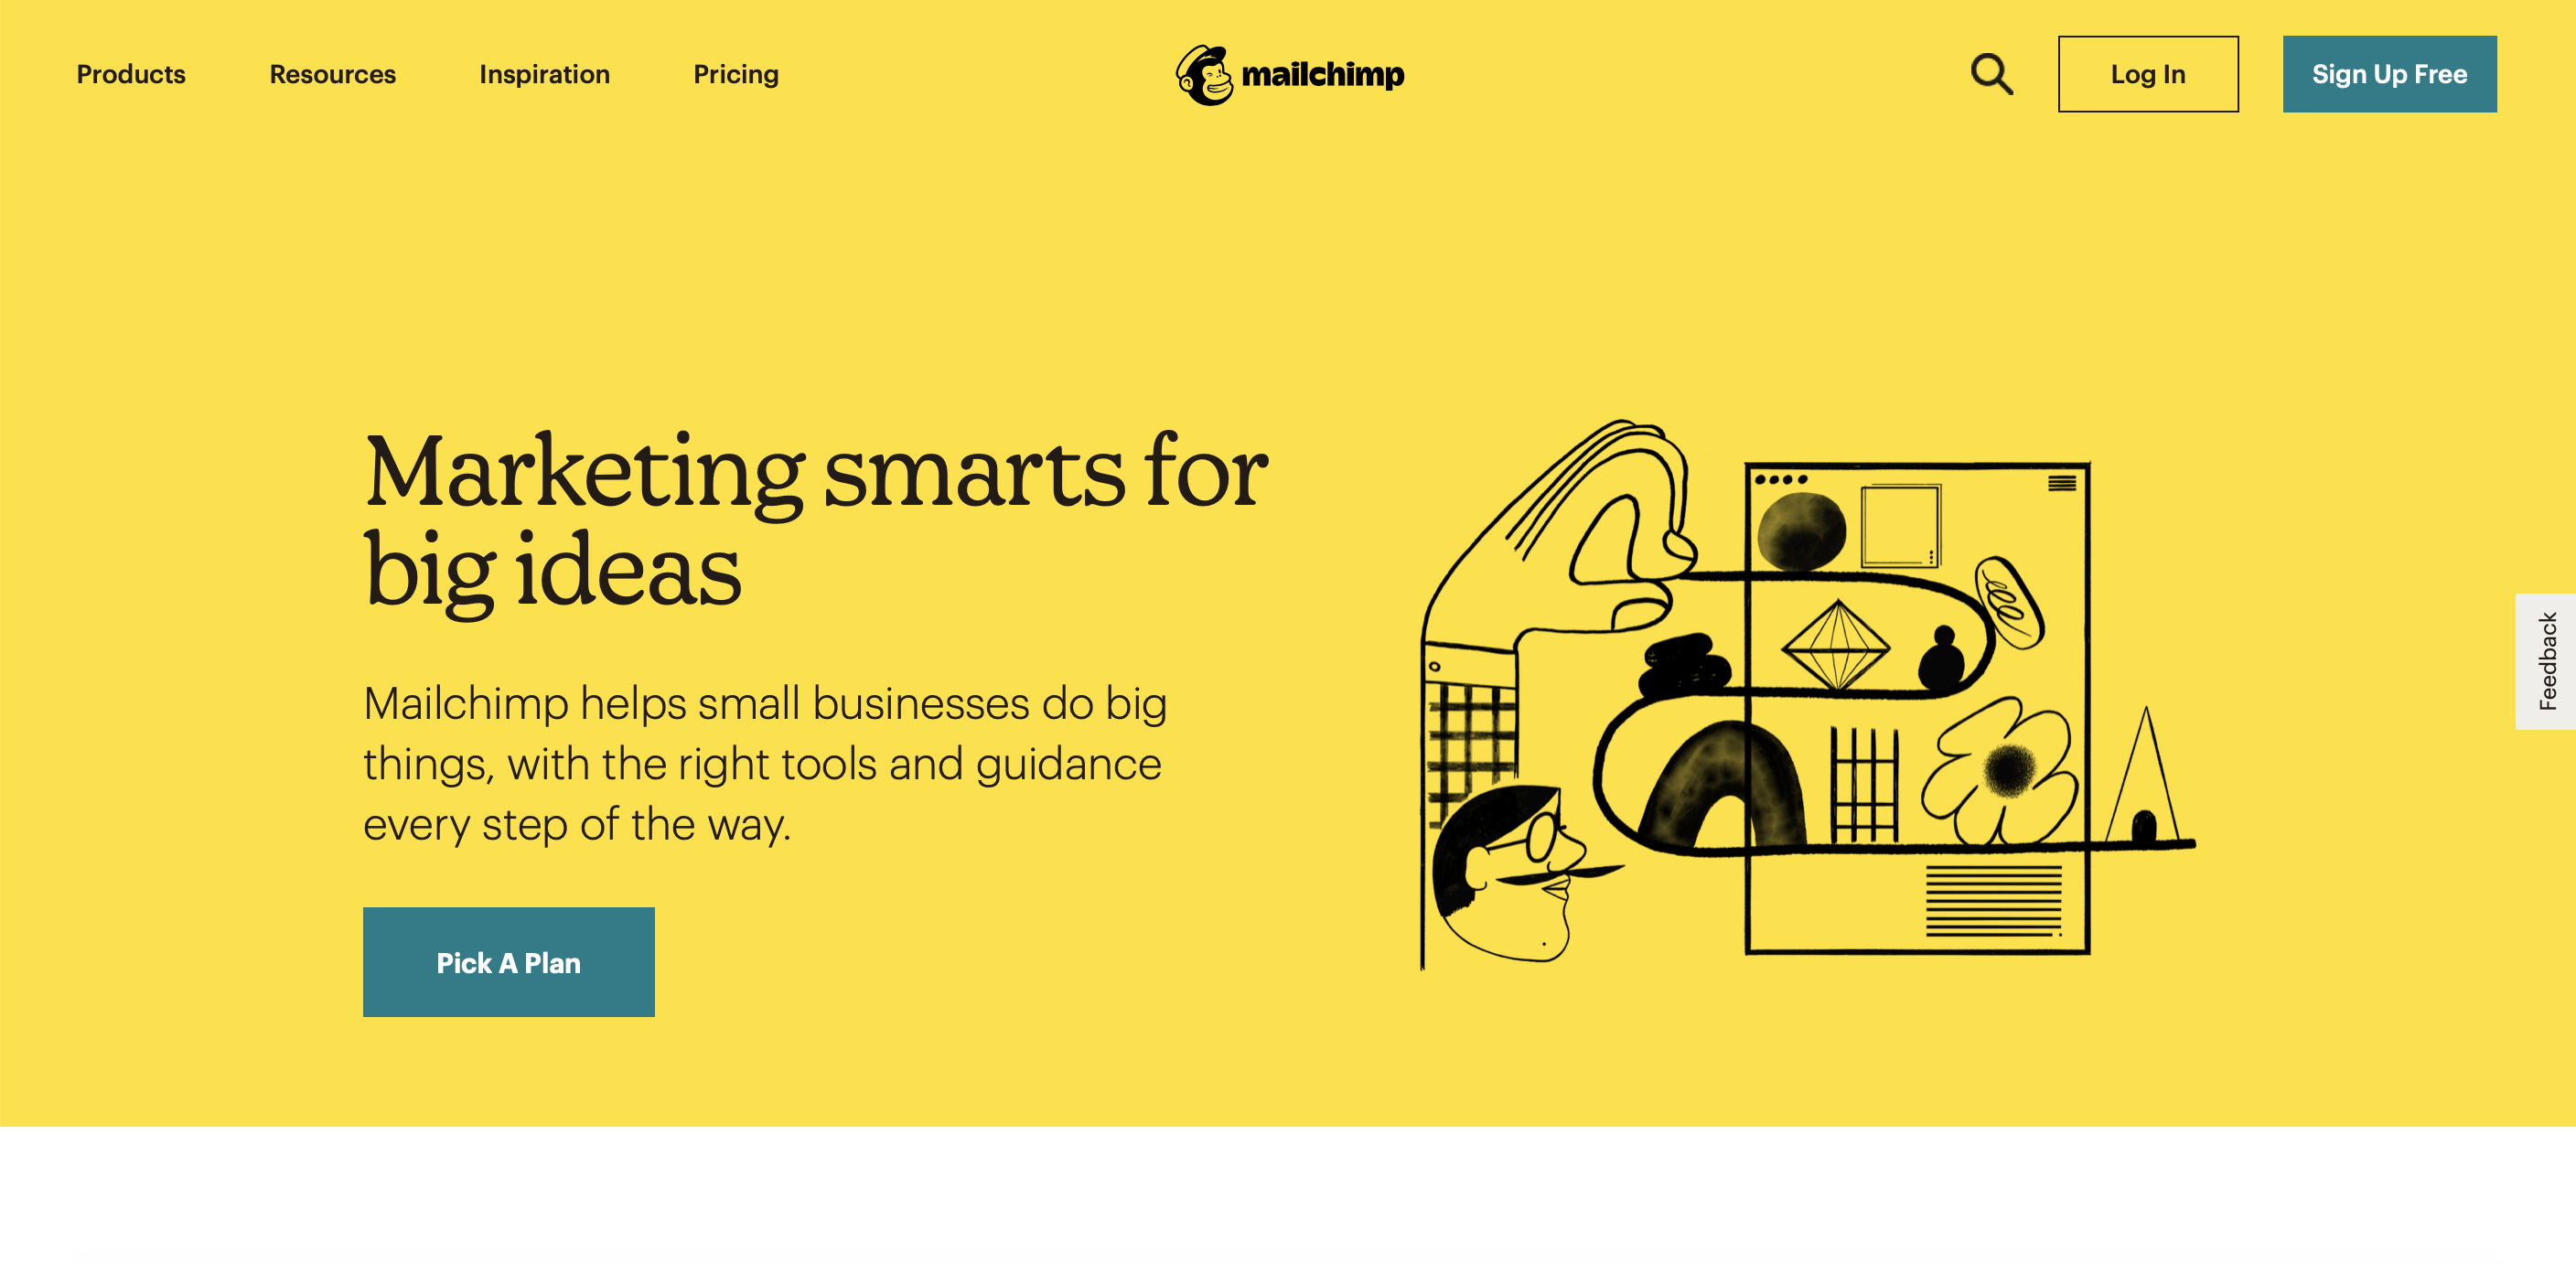 Products Resources Inspiration Pricing mailchimp Log In Sign Up Free
Marketing smarts for
big ideas
Mailchimp helps small businesses do big
things, with the right tools and guidance
every step of the way.
Pick A Plan
Feedback